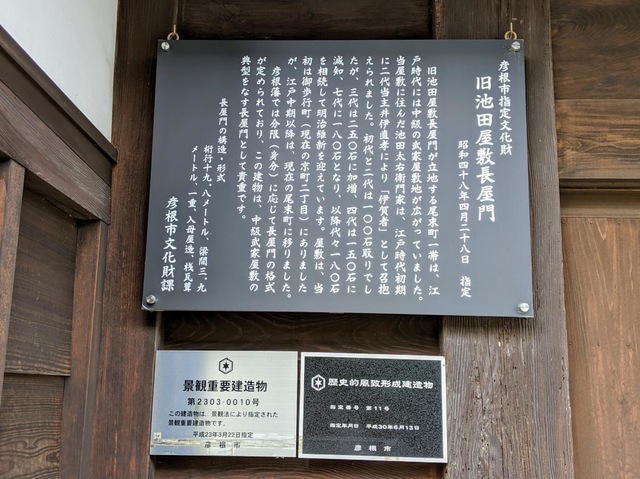 彦根市指定文化財
旧池田屋敷長屋門
昭和四十八年四月二十八日　指定
旧池田屋敷長屋門が立地する尾末町一帯は、江
戸時代には中級の武家屋敷地が広がっていました。
当屋敷に住んだ池田太右衛門家は、江戸時代初期
に二代当主井伊直孝により「伊賀者」として召抱
えられました。初代と二代は一〇〇石取りでし
たが、三代は二五〇石に加増、四代は一五〇石に
減知、七代に一八〇石となり、以降代々一八〇石
を相続して明治維新を迎えています。屋敷は、当
初は御歩行町（現在の京町二丁目）にありました
が、江戸中期以降は、現在の尾末町に移りました。
彦根藩では分限（身分）に応じて長屋門の格式
が定められており、この建物は、中級武家屋敷の
典型をなす長屋門として貴重です。
長屋門の構造・形式
桁行十九．八メートル、梁間三．九
メートル、一重、入母屋造、桟瓦葺
彦根市文化財課
景観重要建造物
第2303-0010号
この建造物は、景観法により指定された
景観重要建造物です。
平成23年3月22日指定
彦根市
歴史的風致形成建造物
指定番号　第11号
指定年月日　平成30年6月13日
彦根市